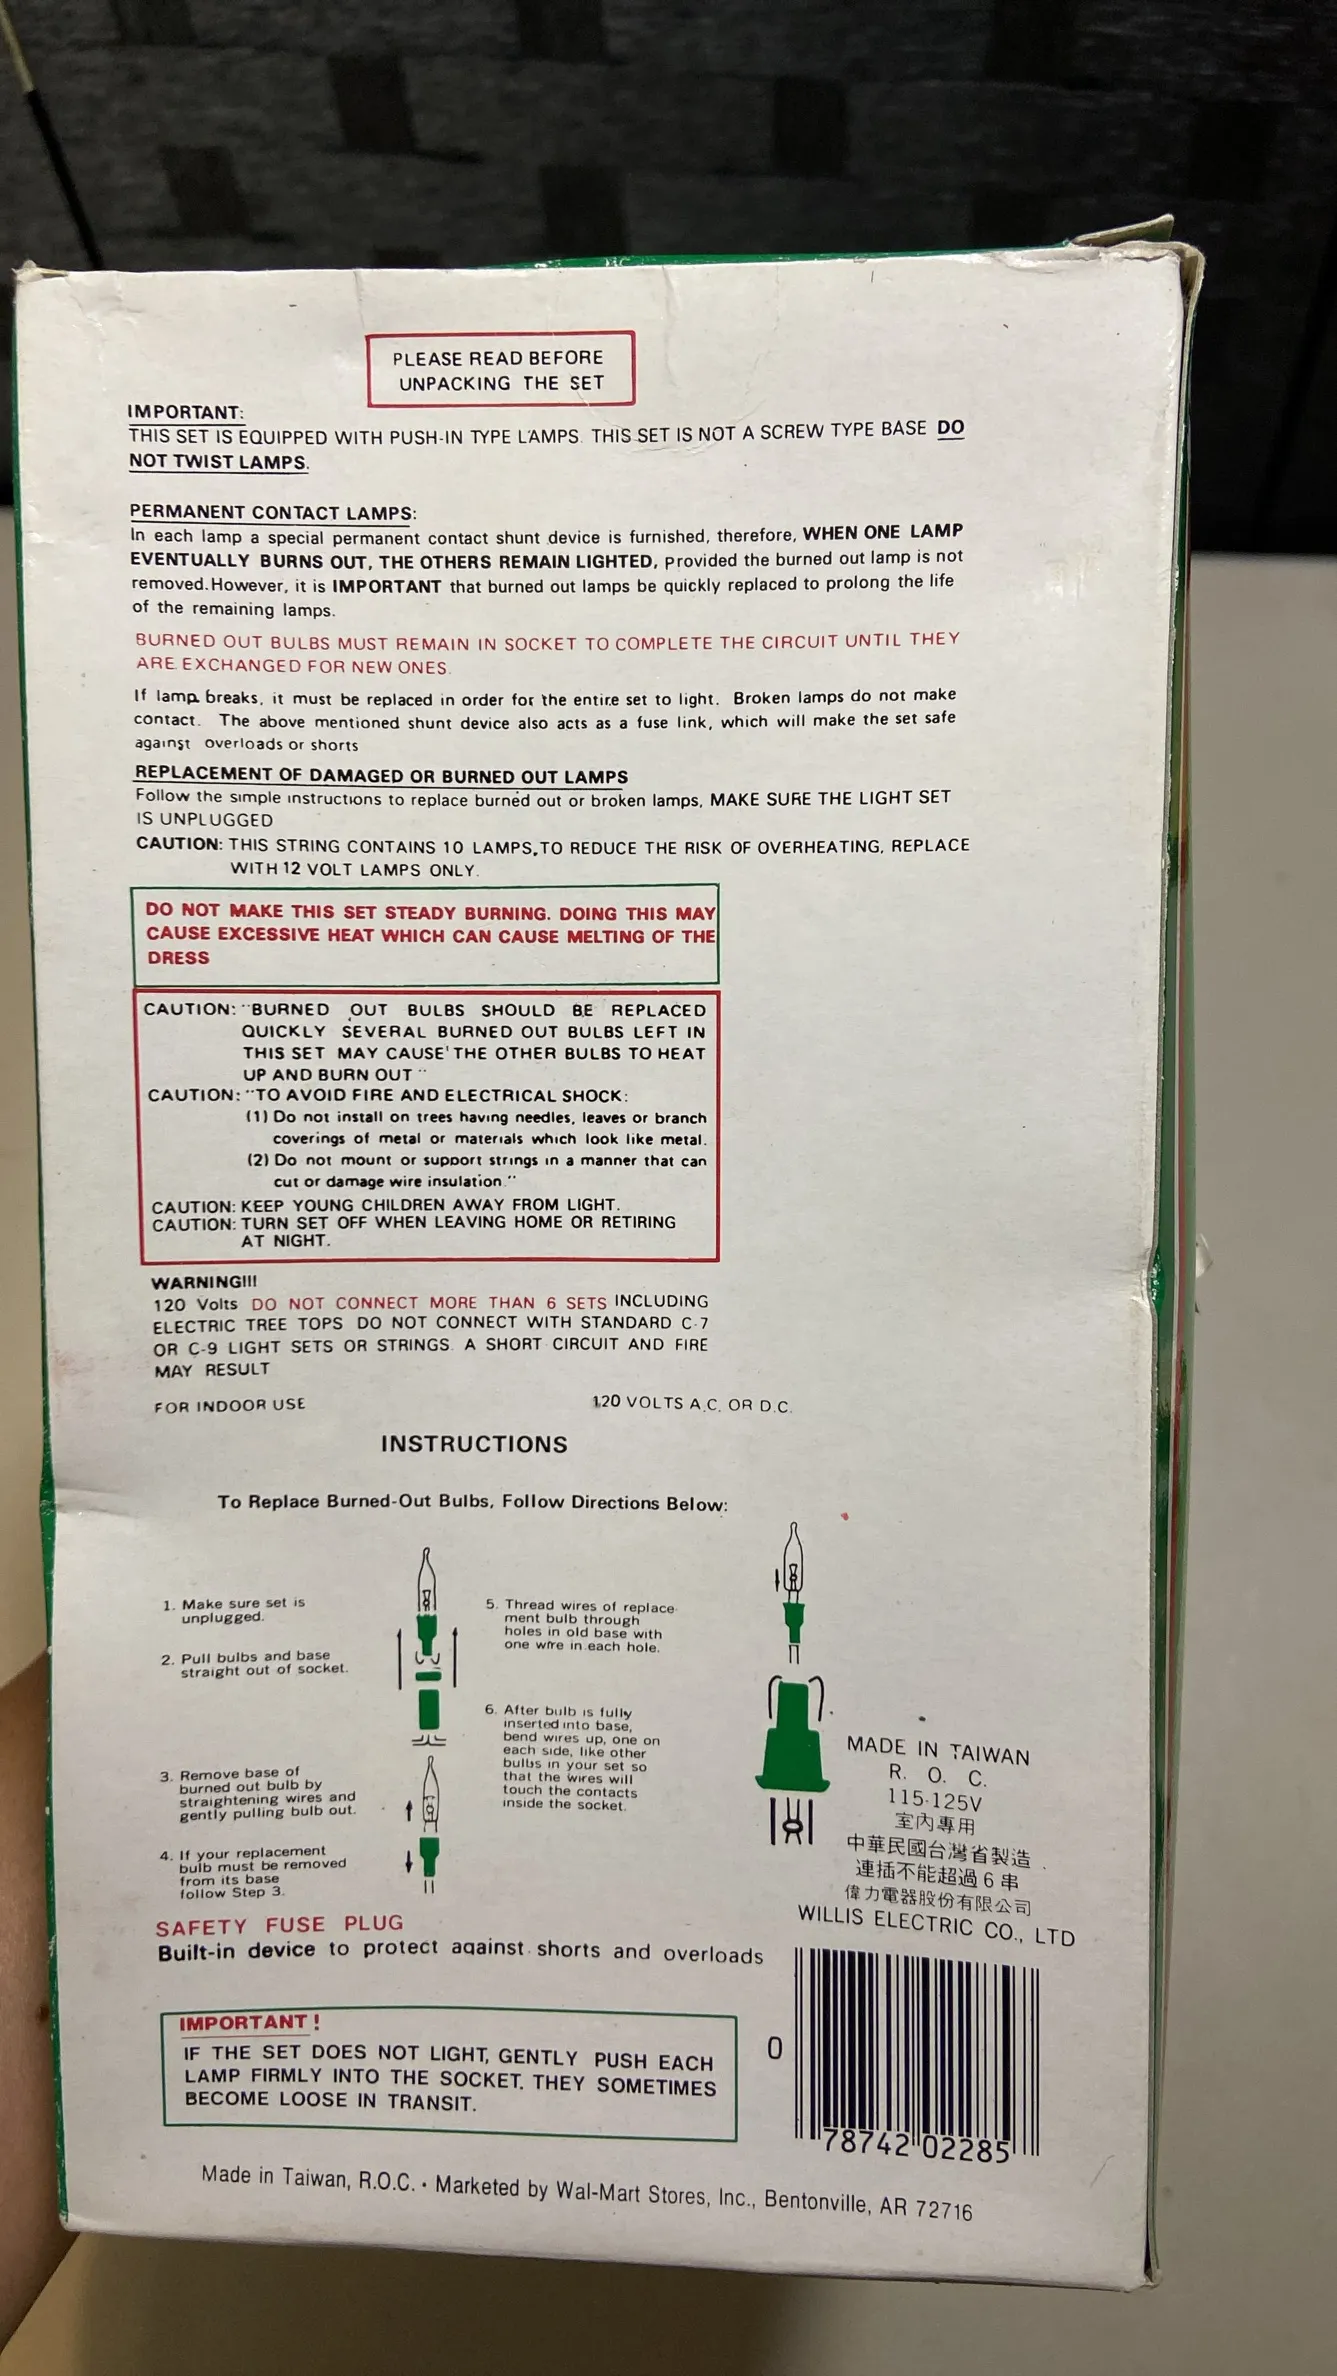 PLEASE READ BEFORE
UNPACKING THE SET
IMPORTANT:
THIS SET IS EQUIPPED WITH PUSH-IN TYPE LAMPS. THIS SET IS NOT A SCREW TYPE BASE DO
NOT TWIST LAMPS.
PERMANENT CONTACT LAMPS:
In each lamp a special permanent contact shunt device is furnished, therefore, WHEN ONE LAMP
EVENTUALLY BURNS OUT, THE OTHERS REMAIN LIGHTED, provided the burned out lamp is not
removed. However, it is IMPORTANT that burned out lamps be quickly replaced to prolong the life
of the remaining lamps.
BURNED OUT BULBS MUST REMAIN IN SOCKET TO COMPLETE THE CIRCUIT UNTIL THEY
ARE EXCHANGED FOR NEW ONES.
If lamp breaks, it must be replaced in order for the entire set to light. Broken lamps do not make
contact. The above mentioned shunt device also acts as a fuse link, which will make the set safe
against overloads or shorts
REPLACEMENT OF DAMAGED OR BURNED OUT LAMPS
Follow the simple instructions to replace burned out or broken lamps, MAKE SURE THE LIGHT SET
IS UNPLUGGED
CAUTION: THIS STRING CONTAINS 10 LAMPS, TO REDUCE THE RISK OF OVERHEATING, REPLACE
WITH 12 VOLT LAMPS ONLY.
DO NOT MAKE THIS SET STEADY BURNING. DOING THIS MAY
CAUSE EXCESSIVE HEAT WHICH CAN CAUSE MELTING OF THE
DRESS
CAUTION: "BURNED OUT BULBS SHOULD BE REPLACED
QUICKLY SEVERAL BURNED OUT BULBS LEFT IN
THIS SET MAY CAUSE THE OTHER BULBS TO HEAT
UP AND BURN OUT"
CAUTION: "TO AVOID FIRE AND ELECTRICAL SHOCK:
(1) Do not install on trees having needles, leaves or branch
coverings of metal or materials which look like metal.
(2) Do not mount or support strings in a manner that can
cut or damage wire insulation."
CAUTION: KEEP YOUNG CHILDREN AWAY FROM LIGHT.
CAUTION: TURN SET OFF WHEN LEAVING HOME OR RETIRING
AT NIGHT.
WARNING!!!
120 Volts DO NOT CONNECT MORE THAN 6 SETS INCLUDING
ELECTRIC TREE TOPS DO NOT CONNECT WITH STANDARD C-7
OR C-9 LIGHT SETS OR STRINGS. A SHORT CIRCUIT AND FIRE
MAY RESULT
FOR INDOOR USE
120 VOLTS A.C. OR D.C.
INSTRUCTIONS
To Replace Burned-Out Bulbs, Follow Directions Below:
1. Make sure set is
unplugged.
2. Pull bulbs and base
straight out of socket.
3. Remove base of
burned out bulb by
straightening wires and
gently pulling bulb out.
4. If your replacement
bulb must be removed
from its base
follow Step 3.
5. Thread wires of replace-
ment bulb through
holes in old base with
one wire in each hole.
6. After bulb is fully
inserted into base,
bend wires up, one on
each side, like other
bulbs in your set so
that the wires will
touch the contacts
inside the socket.
MADE IN TAIWAN
R. O. C.
115-125V
室內專用
中華民國台灣省製造
連插不能超過6串
偉力電器股份有限公司
WILLIS ELECTRIC CO., LTD
SAFETY FUSE PLUG
Built-in device to protect against shorts and overloads
IMPORTANT!
IF THE SET DOES NOT LIGHT, GENTLY PUSH EACH
LAMP FIRMLY INTO THE SOCKET. THEY SOMETIMES
BECOME LOOSE IN TRANSIT.
0 78742 02285
Made in Taiwan, R.O.C. • Marketed by Wal-Mart Stores, Inc., Bentonville, AR 72716